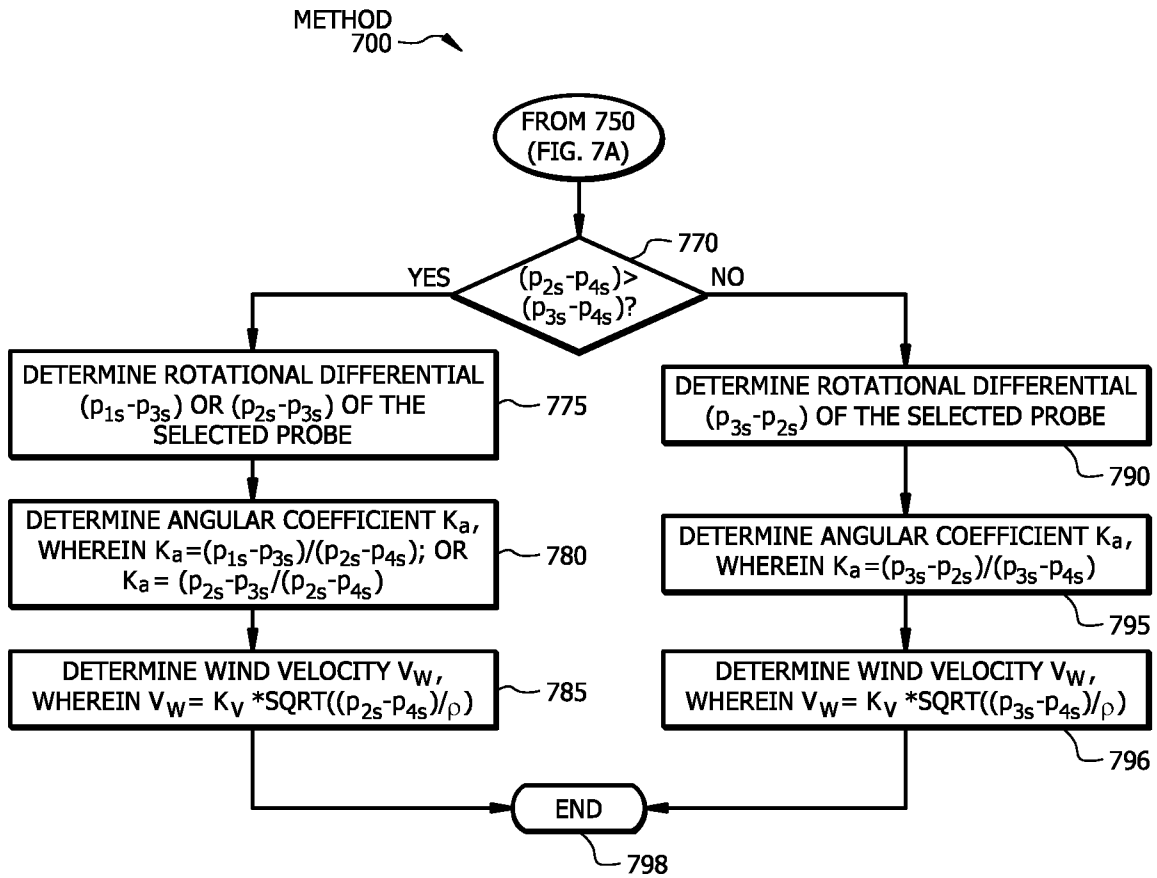 METHOD
700
FROM 750
(FIG. 7A)
770
YES
(p2s-p4s)>
(p3s-p4s)?
NO
DETERMINE ROTATIONAL DIFFERENTIAL
(p1s-p3s) OR (p2s-p3s) OF THE
SELECTED PROBE
775
DETERMINE ANGULAR COEFFICIENT Ka,
WHEREIN Ka=(p1s-p3s)/(p2s-p4s); OR
Ka= (p2s-p3s/(p2s-p4s)
780
DETERMINE WIND VELOCITY VW,
WHEREIN VW= KV *SQRT((p2s-p4s)/ρ)
785
DETERMINE ROTATIONAL DIFFERENTIAL
(p3s-p2s) OF THE SELECTED PROBE
790
DETERMINE ANGULAR COEFFICIENT Ka,
WHEREIN Ka=(p3s-p2s)/(p3s-p4s)
795
DETERMINE WIND VELOCITY VW,
WHEREIN VW= KV *SQRT((p3s-p4s)/ρ)
796
END
798